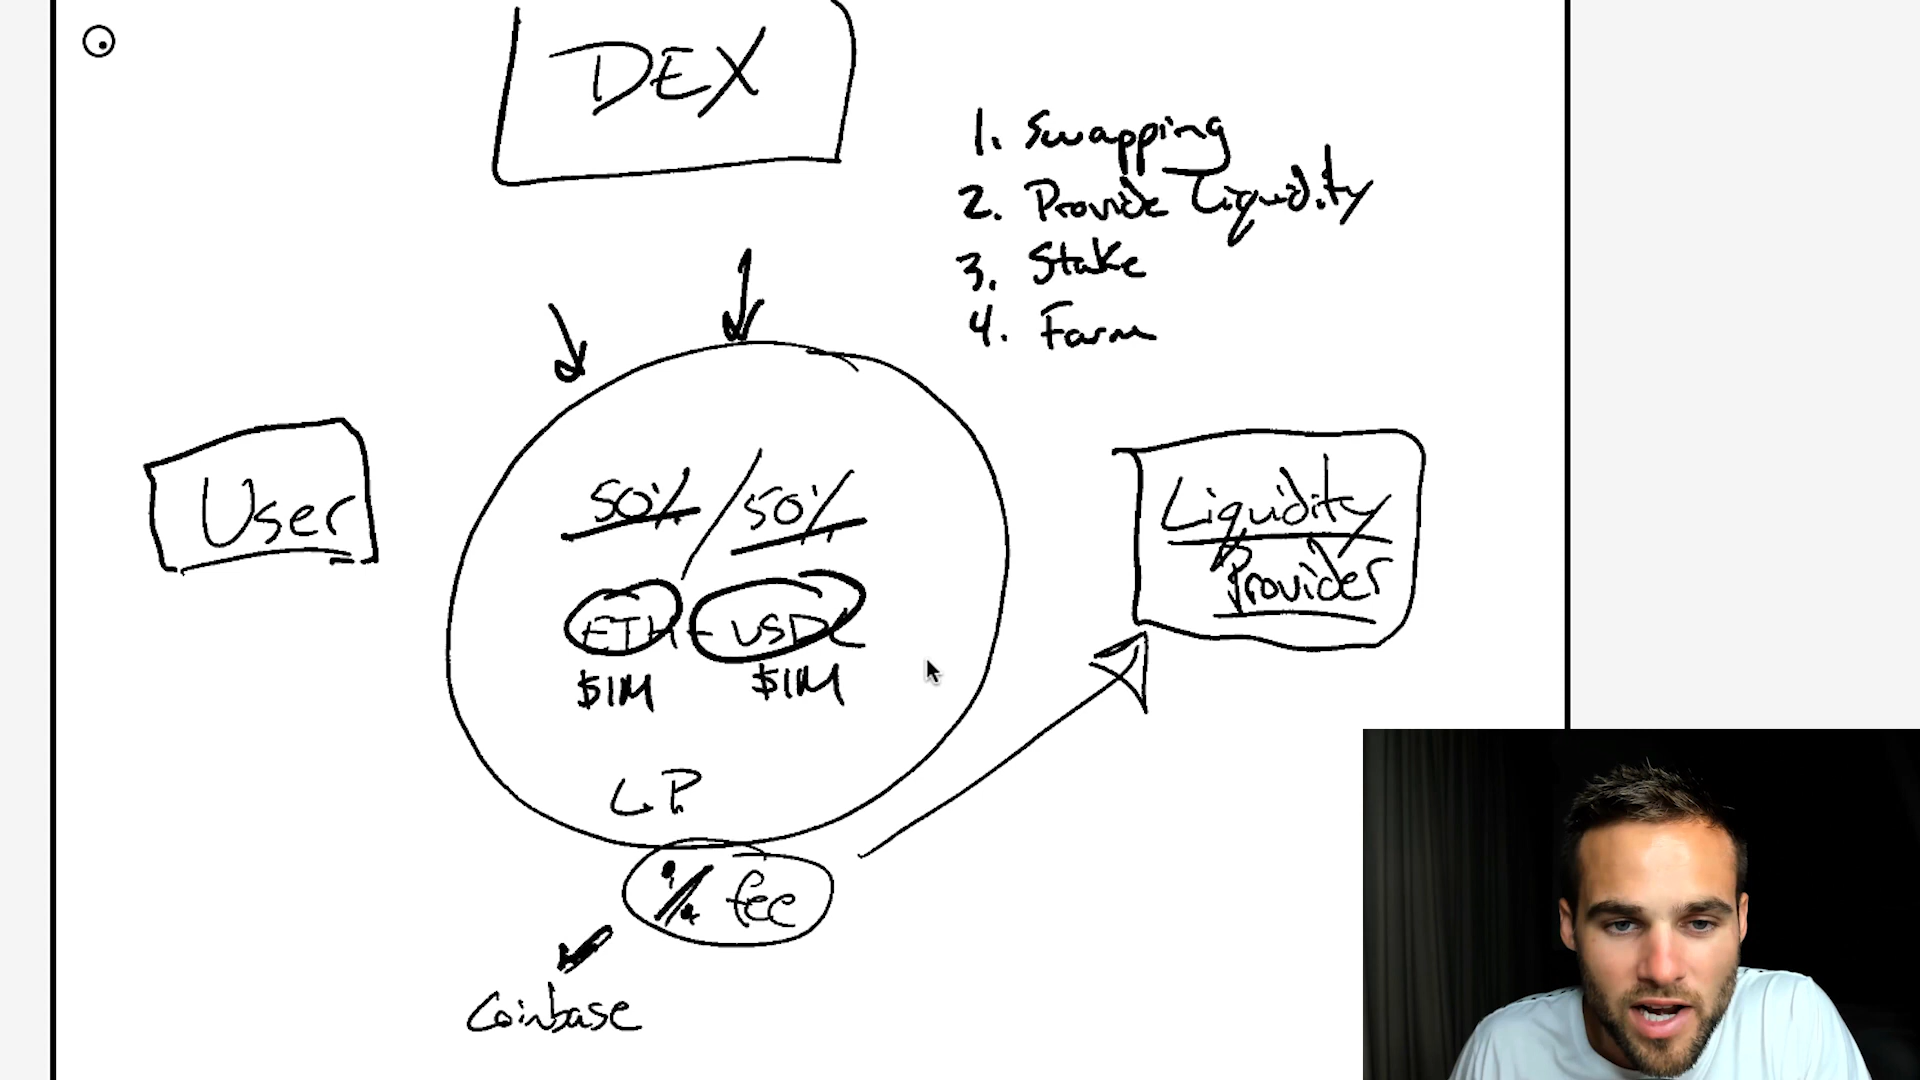 DEX
1. Swapping
2. Provide Liquidity
3. Stake
4. Farm
User
50% / 50%
ETH - USDC
$1M $1M
LP
% fee
Coinbase
Liquidity
Provider